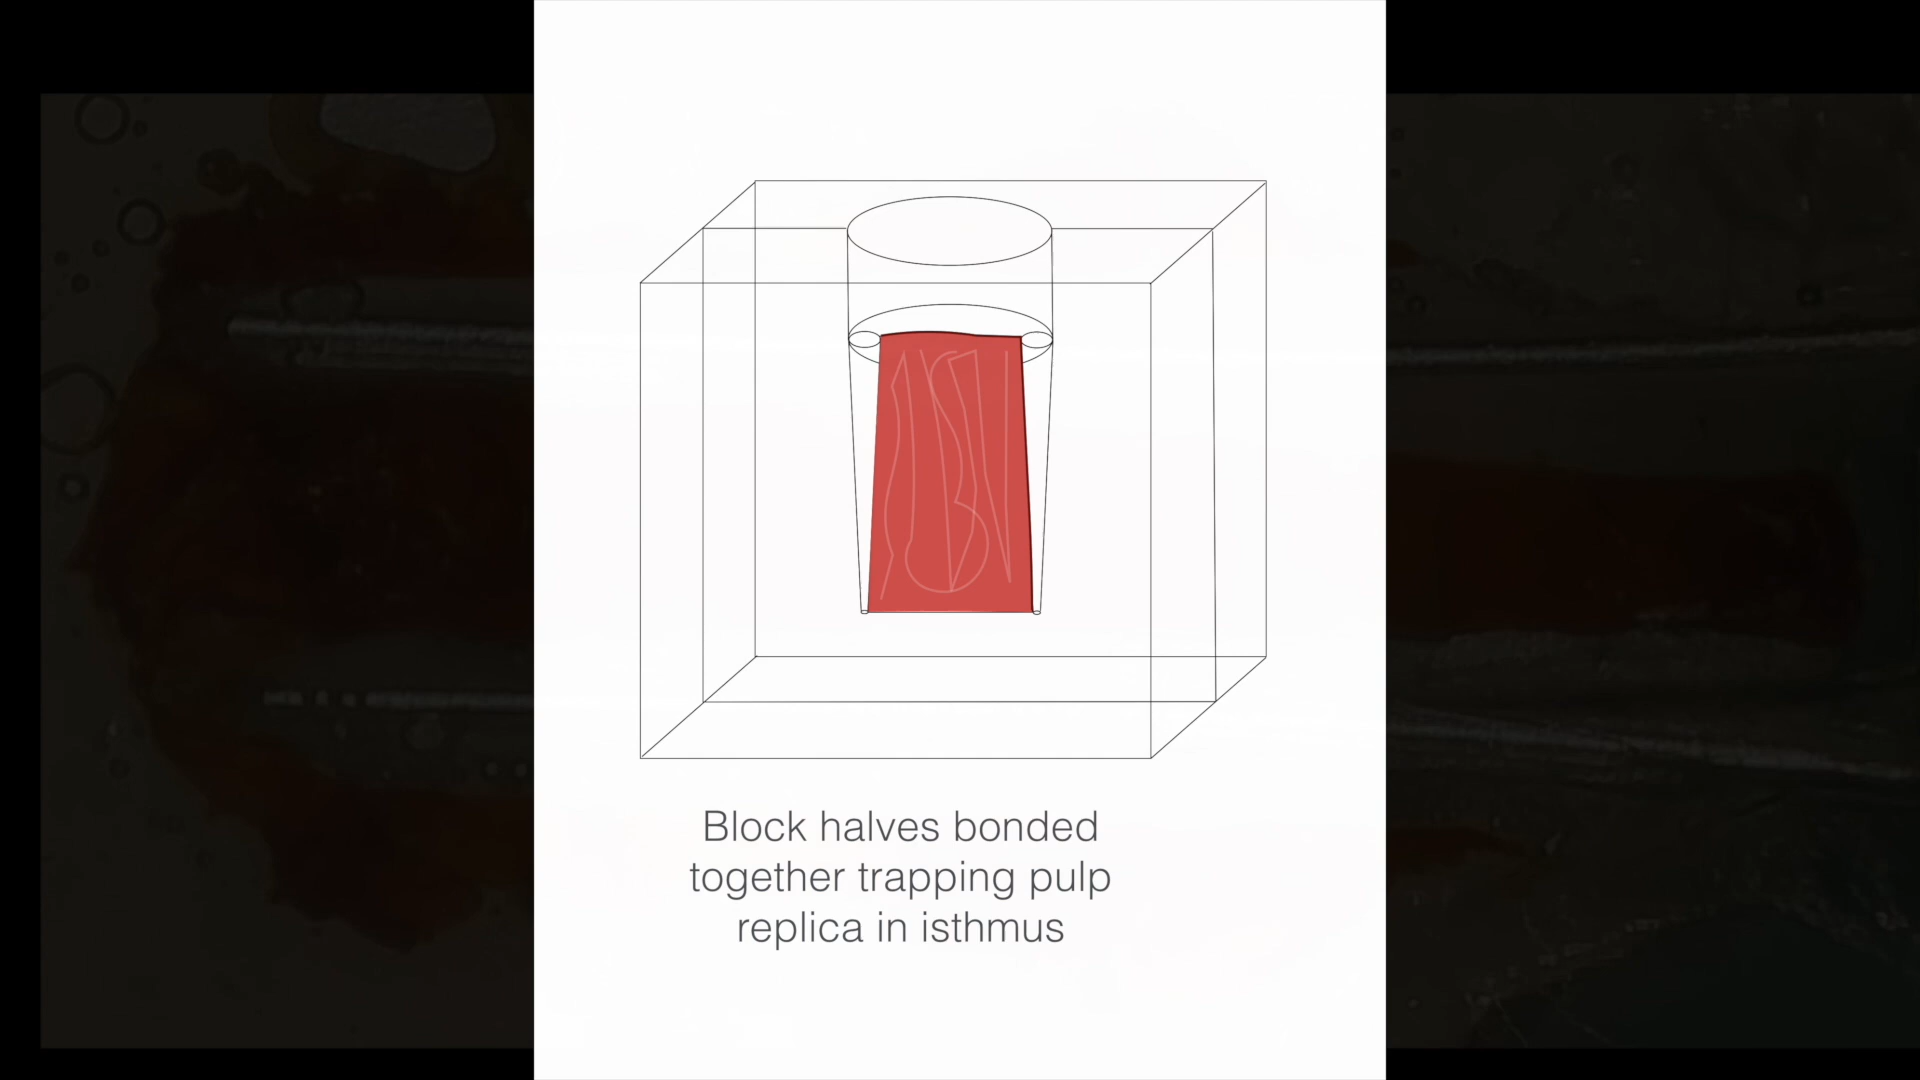 Block halves bonded
together trapping pulp
replica in isthmus